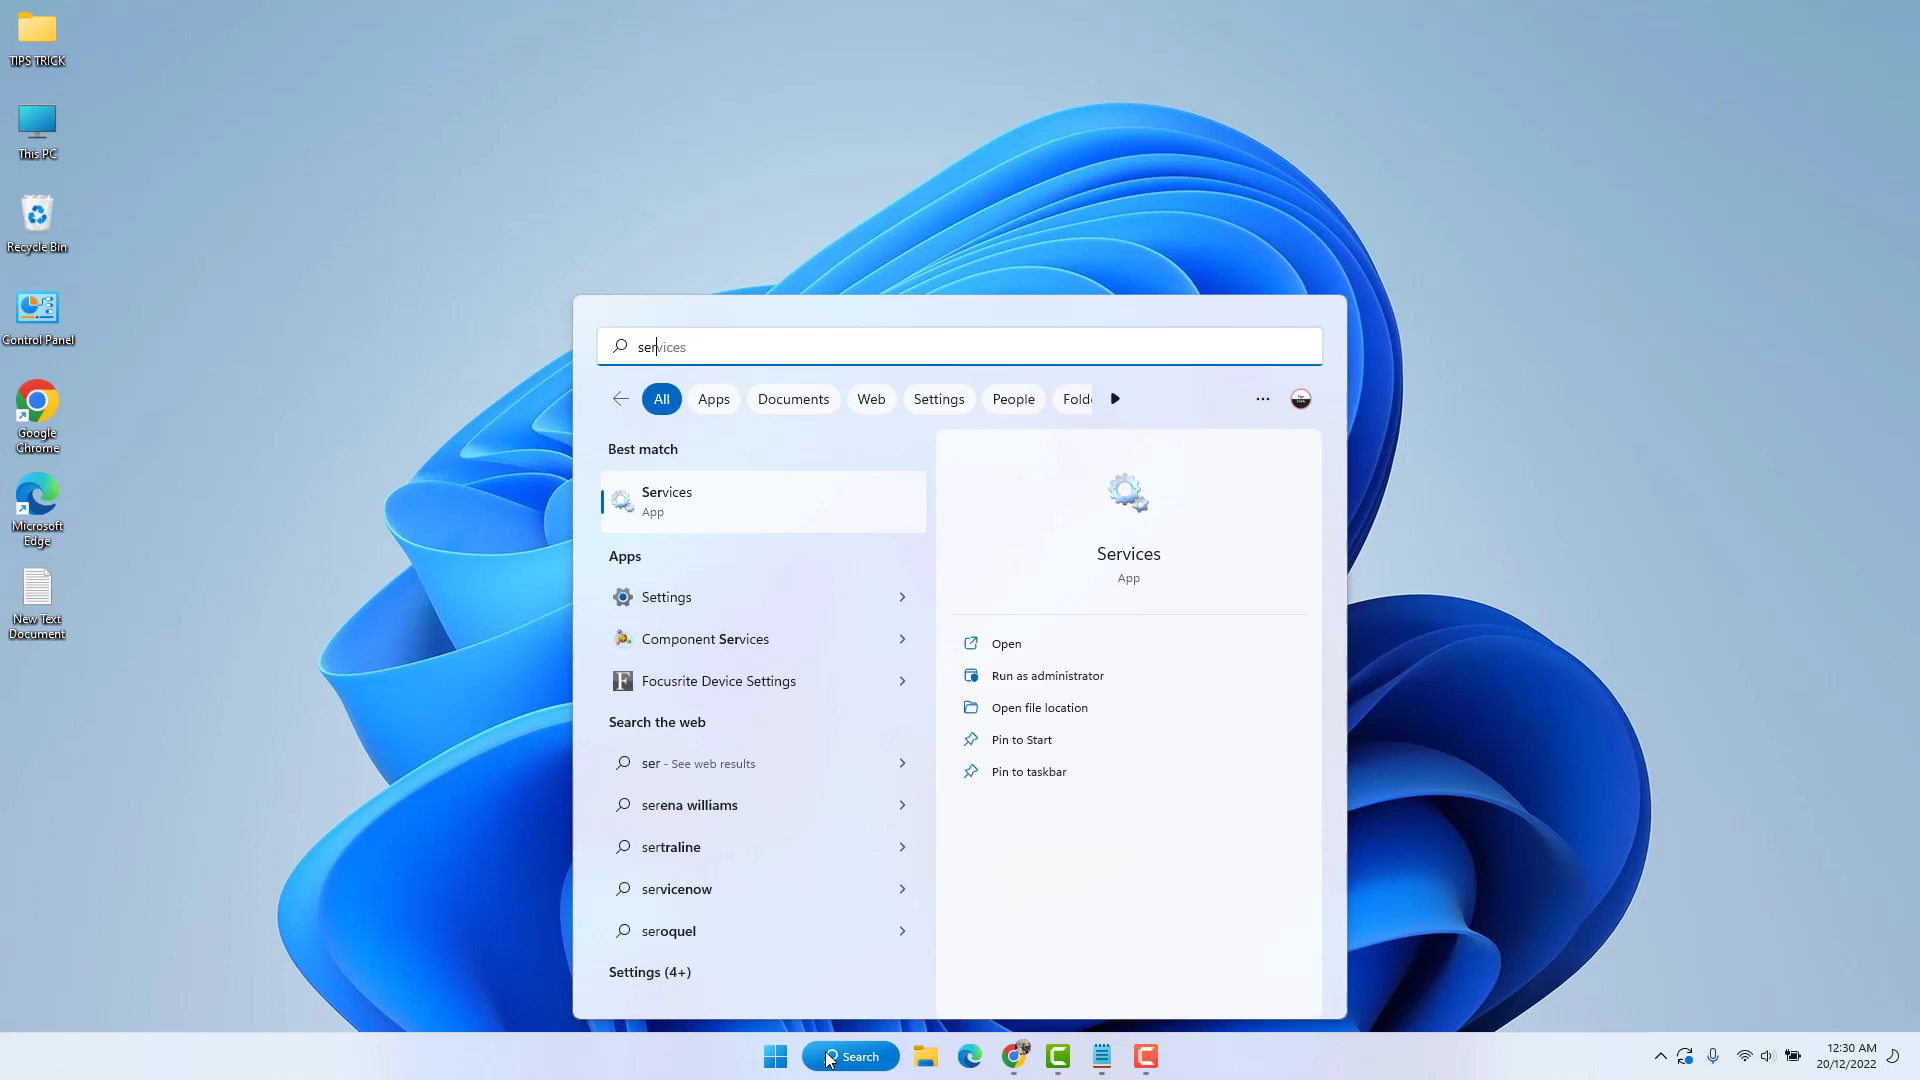 TIPS TRICK
This PC
Recycle Bin
Control Panel
Google
Chrome
Microsoft
Edge
New Text
Document
services
All
Apps
Documents
Web
Settings
People
Fold
Best match
Services
App
Apps
Settings
Component Services
Focusrite Device Settings
Search the web
ser - See web results
serena williams
sertraline
servicenow
seroquel
Settings (4+)
Services
App
Open
Run as administrator
Open file location
Pin to Start
Pin to taskbar
Search
12:30 AM
20/12/2022